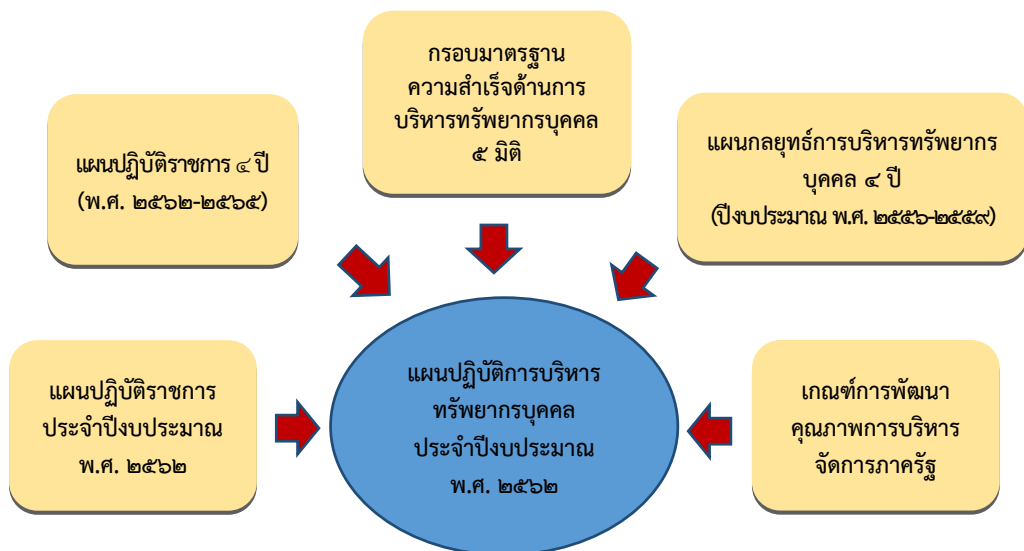 กรอบมาตรฐาน
ความสำเร็จด้านการ
บริหารทรัพยากรบุคคล
๕ มิติ
แผนปฏิบัติราชการ ๔ ปี
(พ.ศ. ๒๕๖๒-๒๕๖๕)
แผนกลยุทธ์การบริหารทรัพยากร
บุคคล ๔ ปี
(ปีงบประมาณ พ.ศ. ๒๕๕๖-๒๕๕๙)
แผนปฏิบัติราชการ
ประจำปีงบประมาณ
พ.ศ. ๒๕๖๒
แผนปฏิบัติการบริหาร
ทรัพยากรบุคคล
ประจำปีงบประมาณ
พ.ศ. ๒๕๖๒
เกณฑ์การพัฒนา
คุณภาพการบริหาร
จัดการภาครัฐ